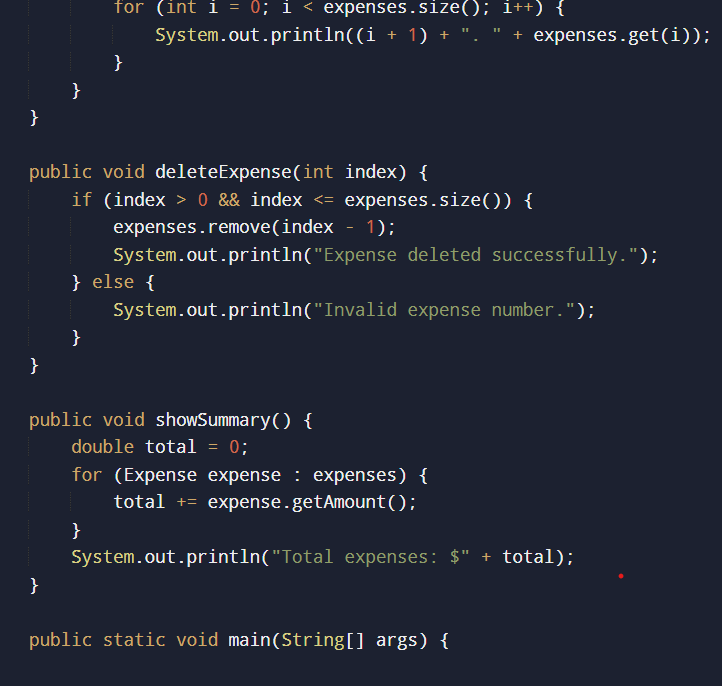 for (int i = 0; i < expenses.size(); i++) {
System.out.println((i + 1) + ". " + expenses.get(i));
}
}
}
public void deleteExpense(int index) {
if (index > 0 && index <= expenses.size()) {
expenses.remove(index - 1);
System.out.println("Expense deleted successfully.");
} else {
System.out.println("Invalid expense number.");
}
}
public void showSummary() {
double total = 0;
for (Expense expense : expenses) {
total += expense.getAmount();
}
System.out.println("Total expenses: $" + total);
}
public static void main(String[] args) {